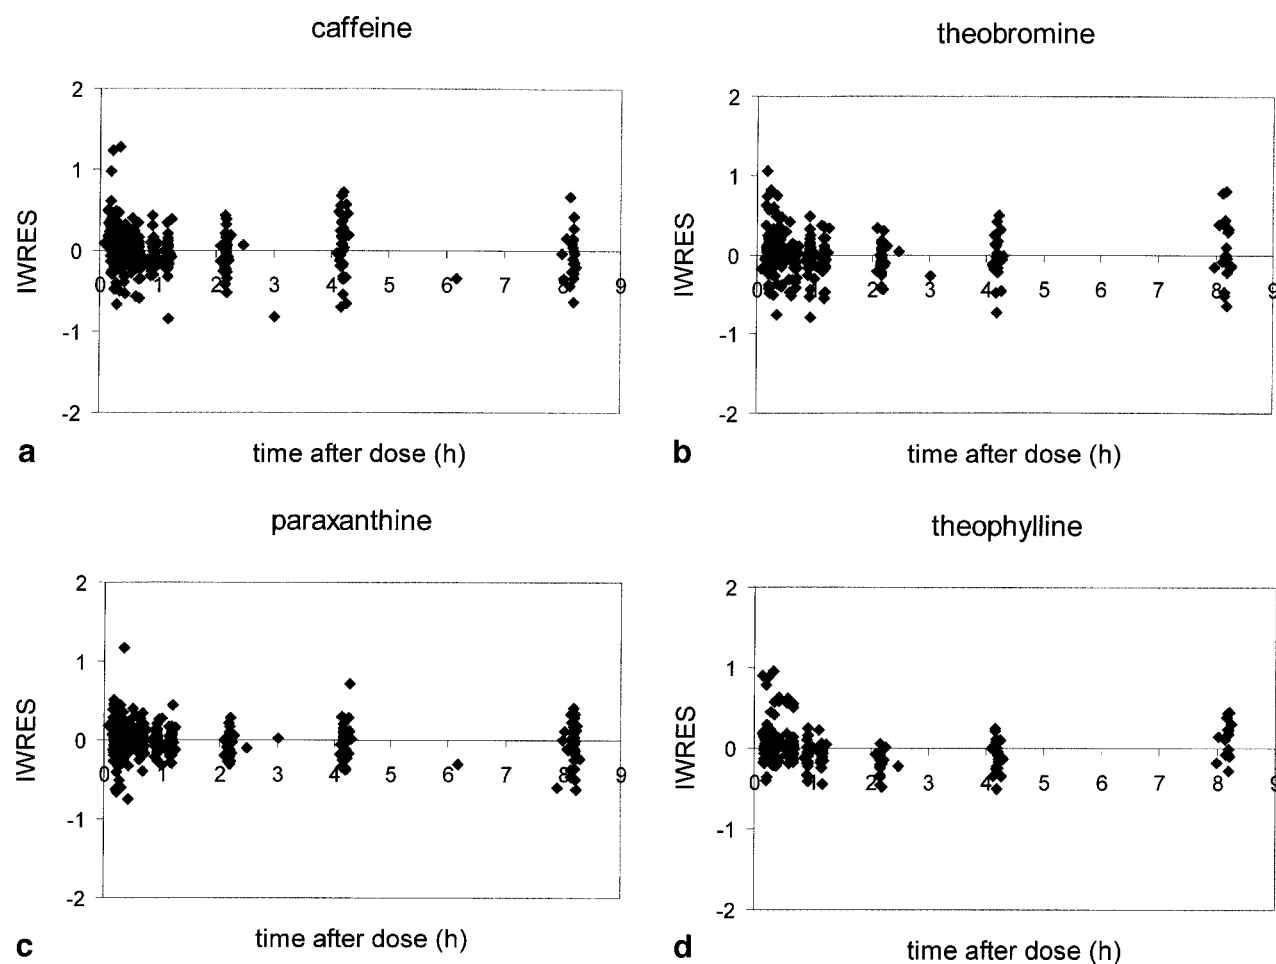 caffeine
2
1
0
-1
-2
IWRES
0 1 2 3 4 5 6 7 8 9
a
time after dose (h)
theobromine
2
1
0
-1
-2
IWRES
0 1 2 3 4 5 6 7 8 9
b
time after dose (h)
paraxanthine
2
1
0
-1
-2
IWRES
0 1 2 3 4 5 6 7 8 9
c
time after dose (h)
theophylline
2
1
0
-1
-2
IWRES
0 1 2 3 4 5 6 7 8 9
d
time after dose (h)